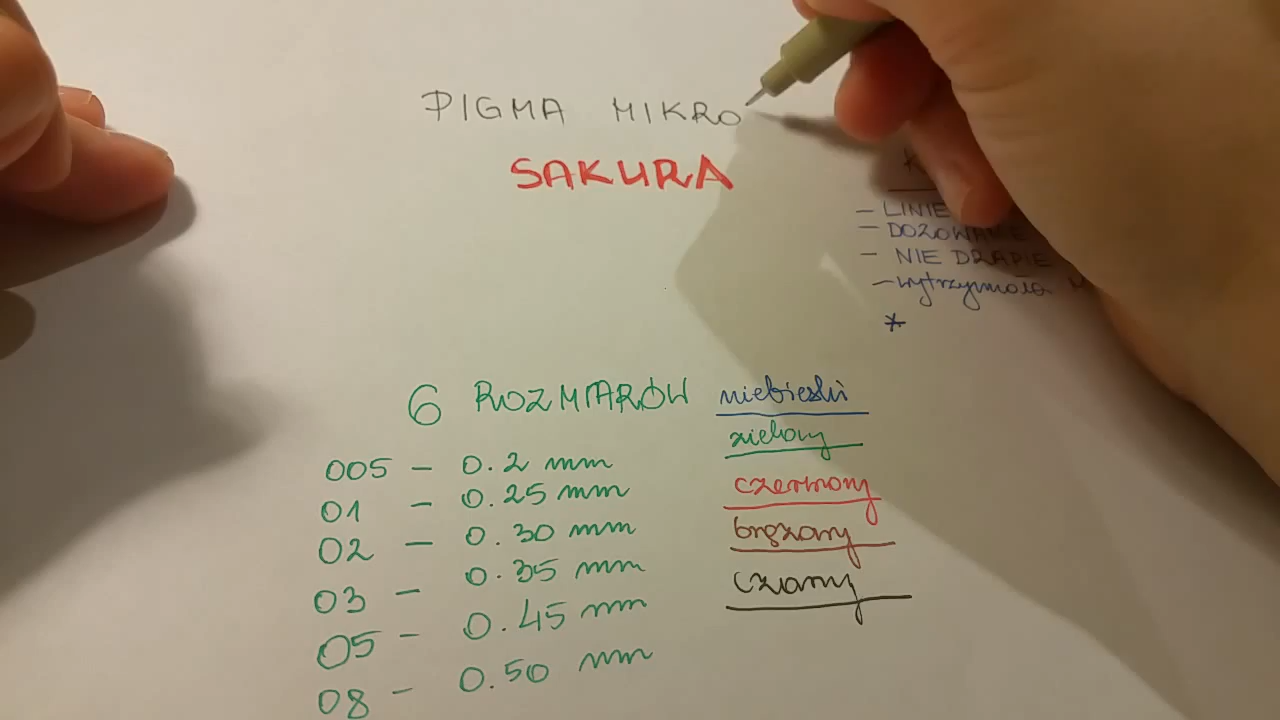 PIGMA MIKRO
SAKURA
- LINIE
- DOZOWANIE
- NIE DRAPIE
- wytrzymała
*
6 ROZMIARÓW
005 - 0.2 mm
01 - 0.25 mm
02 - 0.30 mm
03 - 0.35 mm
05 - 0.45 mm
08 - 0.50 mm
niebieski
zielony
czerwony
brązowy
czarny